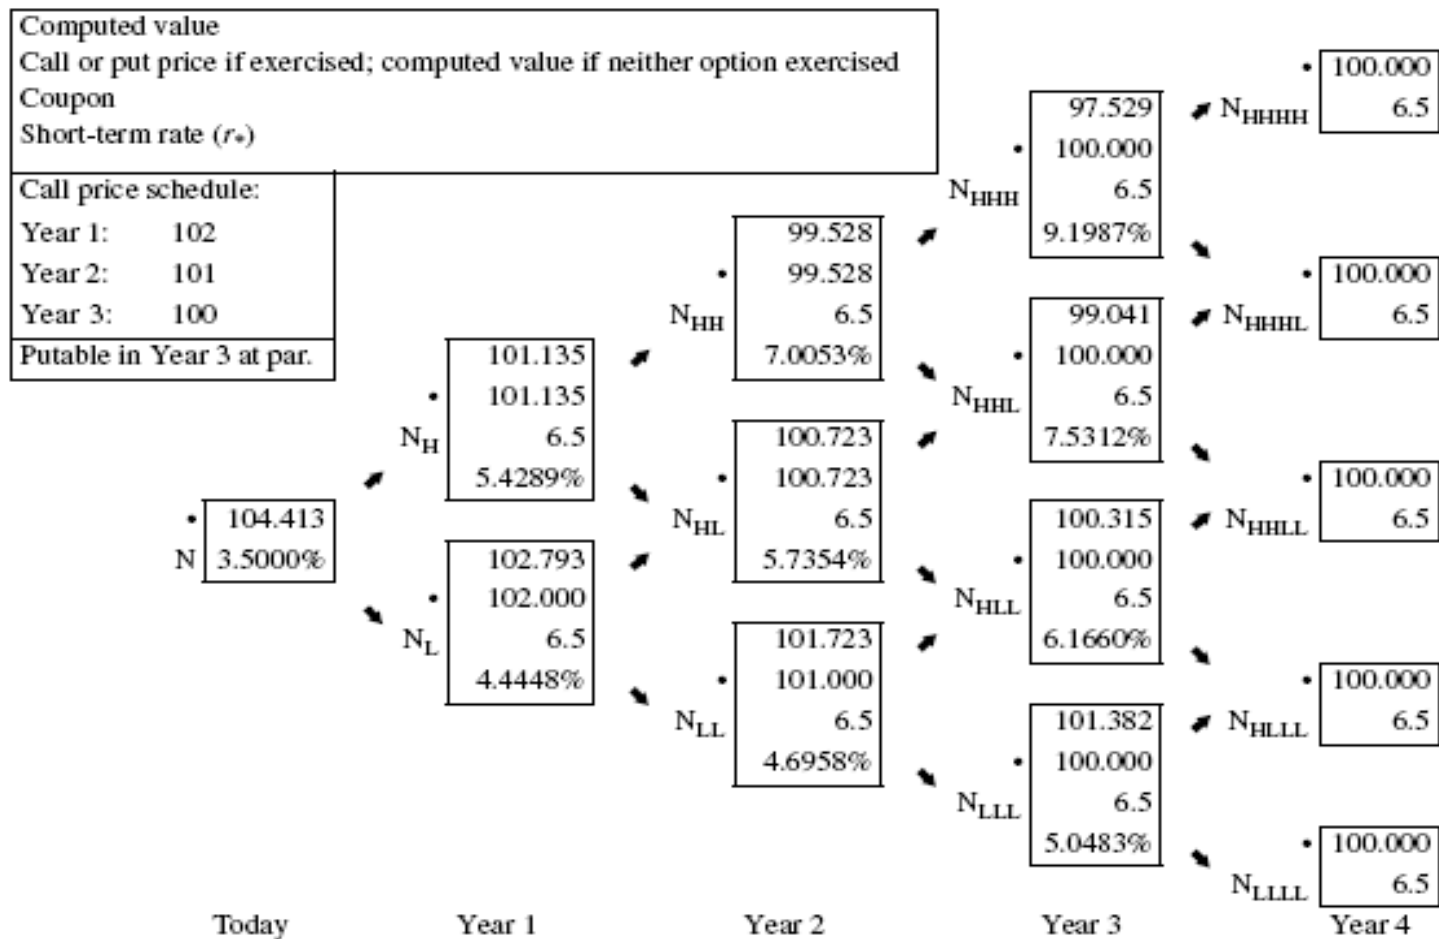 Computed value
Call or put price if exercised; computed value if neither option exercised
Coupon
Short-term rate (r*)
Call price schedule:
Year 1: 102
Year 2: 101
Year 3: 100
Putable in Year 3 at par.
• 104.413
N 3.5000%
101.135
• 101.135
N_H 6.5
5.4289%
102.793
• 102.000
N_L 6.5
4.4448%
99.528
• 99.528
N_HH 6.5
7.0053%
100.723
• 100.723
N_HL 6.5
5.7354%
101.723
• 101.000
N_LL 6.5
4.6958%
97.529
• 100.000
N_HHH 6.5
9.1987%
99.041
• 100.000
N_HHL 6.5
7.5312%
100.315
• 100.000
N_HLL 6.5
6.1660%
101.382
• 100.000
N_LLL 6.5
5.0483%
• 100.000
N_HHHH 6.5
• 100.000
N_HHHL 6.5
• 100.000
N_HHLL 6.5
• 100.000
N_HLLL 6.5
• 100.000
N_LLLL 6.5
Today Year 1 Year 2 Year 3 Year 4